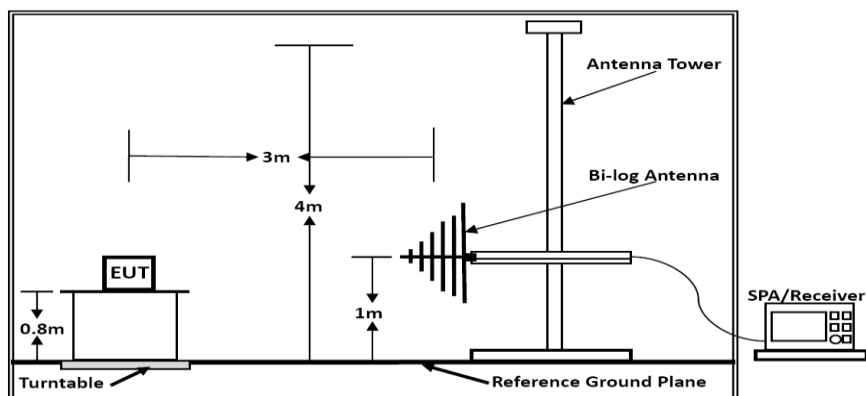 Antenna Tower
3m
Bi-log Antenna
4m
EUT
SPA/Receiver
0.8m
1m
Turntable
Reference Ground Plane